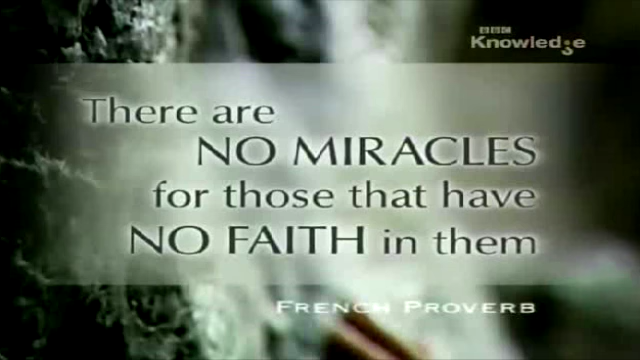 BBC
Knowledge
There are
NO MIRACLES
for those that have
NO FAITH in them
FRENCH PROVERB